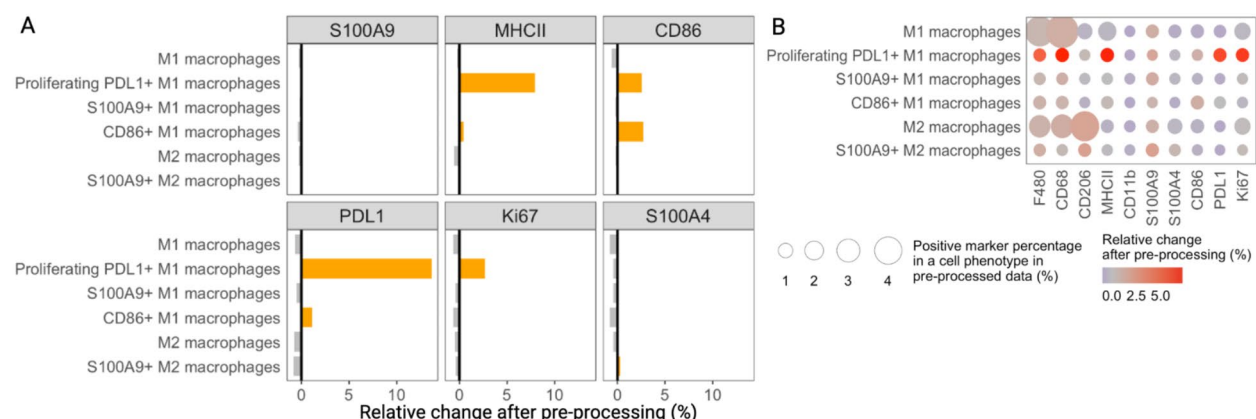 A
S100A9
MHCII
CD86
M1 macrophages
Proliferating PDL1+ M1 macrophages
S100A9+ M1 macrophages
CD86+ M1 macrophages
M2 macrophages
S100A9+ M2 macrophages
PDL1
Ki67
S100A4
M1 macrophages
Proliferating PDL1+ M1 macrophages
S100A9+ M1 macrophages
CD86+ M1 macrophages
M2 macrophages
S100A9+ M2 macrophages
0 5 10 0 5 10 0 5 10
Relative change after pre-processing (%)
B
M1 macrophages
Proliferating PDL1+ M1 macrophages
S100A9+ M1 macrophages
CD86+ M1 macrophages
M2 macrophages
S100A9+ M2 macrophages
F480
CD68
CD206
MHCII
CD11b
S100A9
S100A4
CD86
PDL1
Ki67
1 2 3 4
Positive marker percentage
in a cell phenotype in
pre-processed data (%)
Relative change
after pre-processing (%)
0.0 2.5 5.0